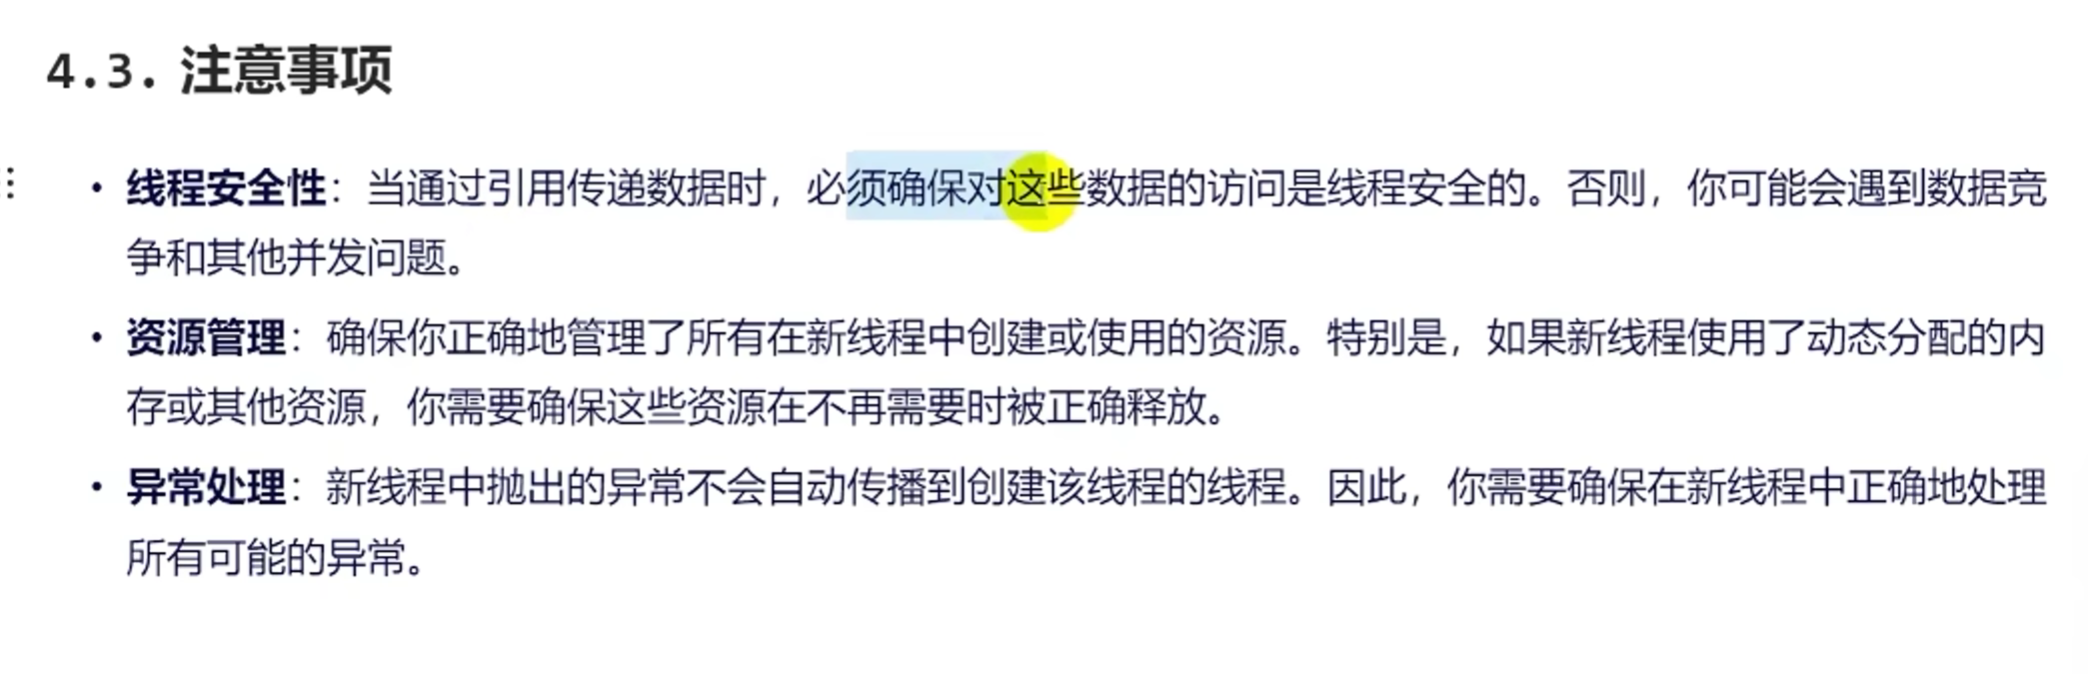 4.3. 注意事项
• 线程安全性：当通过引用传递数据时，必须确保对这些数据的访问是线程安全的。否则，你可能会遇到数据竞
争和其他并发问题。
• 资源管理：确保你正确地管理了所有在新线程中创建或使用的资源。特别是，如果新线程使用了动态分配的内
存或其他资源，你需要确保这些资源在不再需要时被正确释放。
• 异常处理：新线程中抛出的异常不会自动传播到创建该线程的线程。因此，你需要确保在新线程中正确地处理
所有可能的异常。